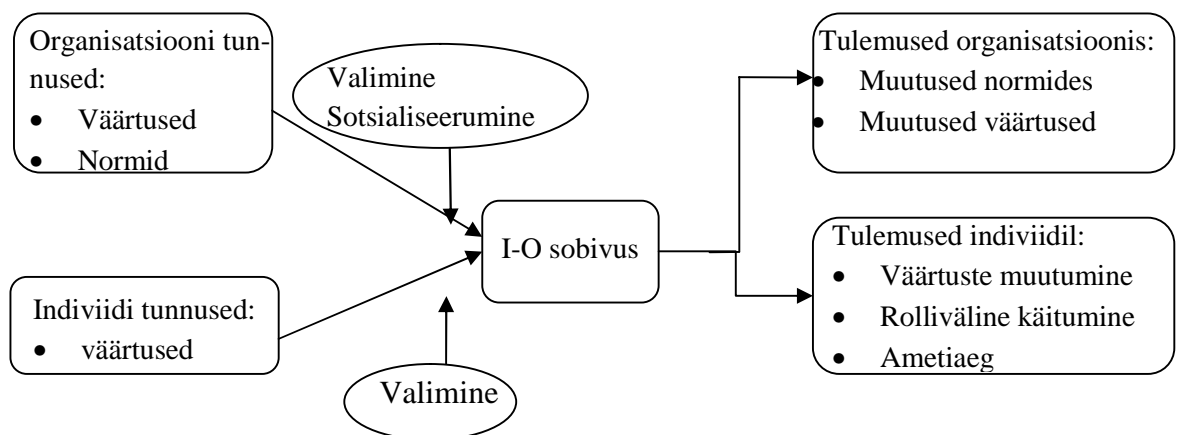 Organisatsiooni tun-
nused:
• Väärtused
• Normid
Valimine
Sotsialiseerumine
Tulemused organisatsioonis:
• Muutused normides
• Muutused väärtused
I-O sobivus
Indiviidi tunnused:
• väärtused
Valimine
Tulemused indiviidil:
• Väärtuste muutumine
• Rolliväline käitumine
• Ametiaeg